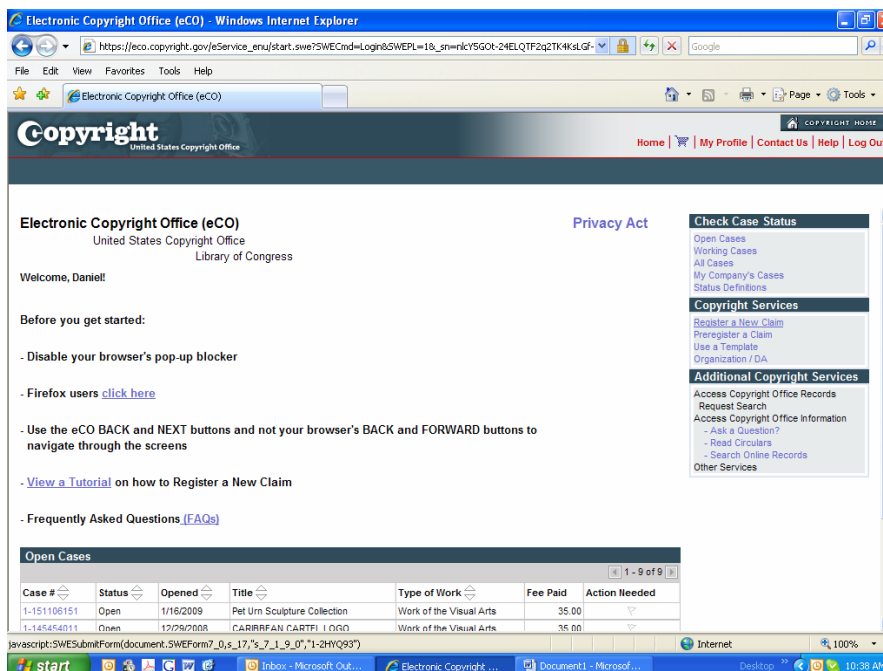 Electronic Copyright Office (eCO) - Windows Internet Explorer
https://eco.copyright.gov/eService_enu/start.swe?SWECmd=Login&SWEPL=1&_sn=
Google
File Edit View Favorites Tools Help
Electronic Copyright Office (eCO)
Page Tools
Copyright
United States Copyright Office
COPYRIGHT HOME
Home | My Profile | Contact Us | Help | Log Ou
Electronic Copyright Office (eCO)
United States Copyright Office
Library of Congress
Privacy Act
Welcome, Daniel!
Before you get started:
- Disable your browser's pop-up blocker
- Firefox users click here
- Use the eCO BACK and NEXT buttons and not your browser's BACK and FORWARD buttons to
navigate through the screens
- View a Tutorial on how to Register a New Claim
- Frequently Asked Questions (FAQs)
Check Case Status
Open Cases
Working Cases
All Cases
My Company's Cases
Status Definitions
Copyright Services
Register a New Claim
Preregister a Claim
Use a Template
Organization / DA
Additional Copyright Services
Access Copyright Office Records
Request Search
Access Copyright Office Information
- Ask a Question?
- Read Circulars
- Search Online Records
Other Services
Open Cases
1 - 9 of 9
Case # Status Opened Title Type of Work Fee Paid Action Needed
1-151106151 Open 1/16/2009 Pet Urn Sculpture Collection Work of the Visual Arts 35.00
1-145454011 Open 12/29/2008 CARIBBEAN CARTEL LOGO Work of the Visual Arts 35.00
javascript:SWESubmitForm(document.SWEForm7_0,s_17,"s_7_1_9_0","1-2HYQ93")
Internet 100%
start Inbox - Microsoft Out... Electronic Copyright ... Document1 - Microsof... Desktop 10:38 AM